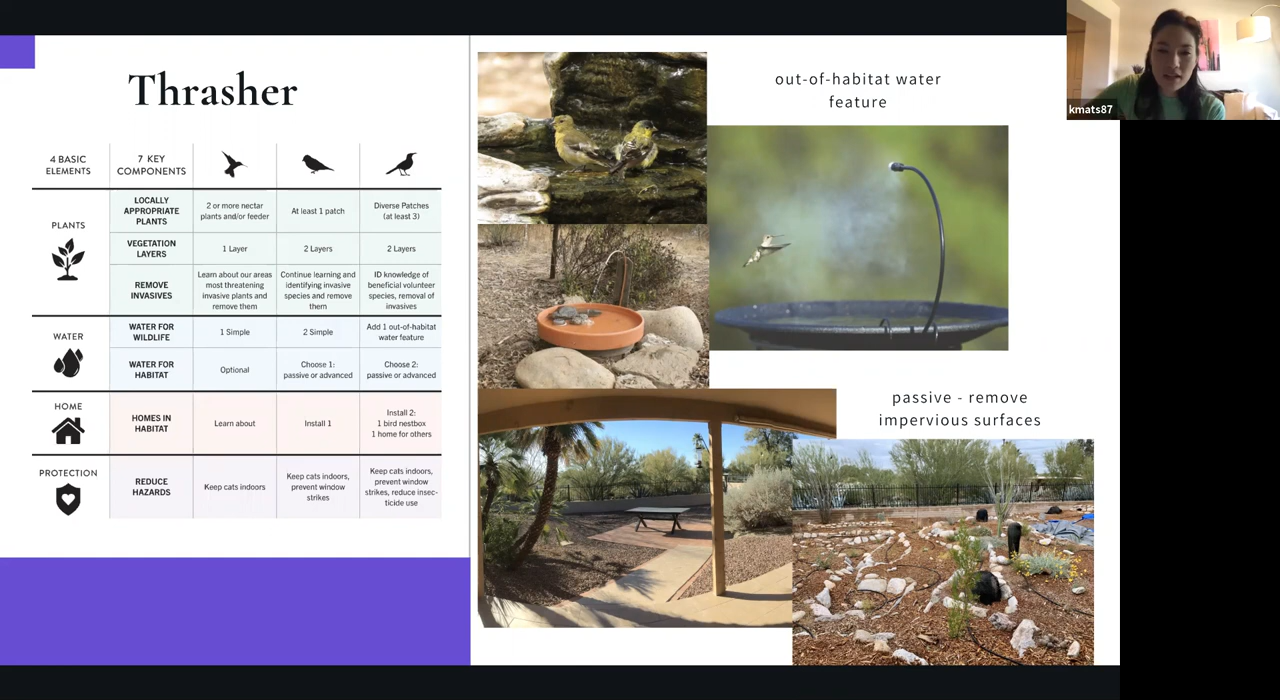 Thrasher
4 BASIC
ELEMENTS
7 KEY
COMPONENTS
PLANTS
LOCALLY
APPROPRIATE
PLANTS
2 or more nectar
plants and/or feeder
At least 1 patch
Diverse Patches
(at least 3)
VEGETATION
LAYERS
1 Layer
2 Layers
2 Layers
REMOVE
INVASIVES
Learn about our areas
most threatening
invasive plants and
remove them
Continue learning and
identifying invasive
species and remove
them
ID knowledge of
beneficial volunteer
species, removal of
invasives
WATER
WATER FOR
WILDLIFE
1 Simple
2 Simple
Add 1 out-of-habitat
water feature
WATER FOR
HABITAT
Optional
Choose 1:
passive or advanced
Choose 2:
passive or advanced
HOME
HOMES IN
HABITAT
Learn about
Install 1
Install 2:
1 bird nestbox
1 home for others
PROTECTION
REDUCE
HAZARDS
Keep cats indoors
Keep cats indoors,
prevent window
strikes
Keep cats indoors,
prevent window
strikes, reduce insec-
ticide use
out-of-habitat water
feature
passive - remove
impervious surfaces
kmats87